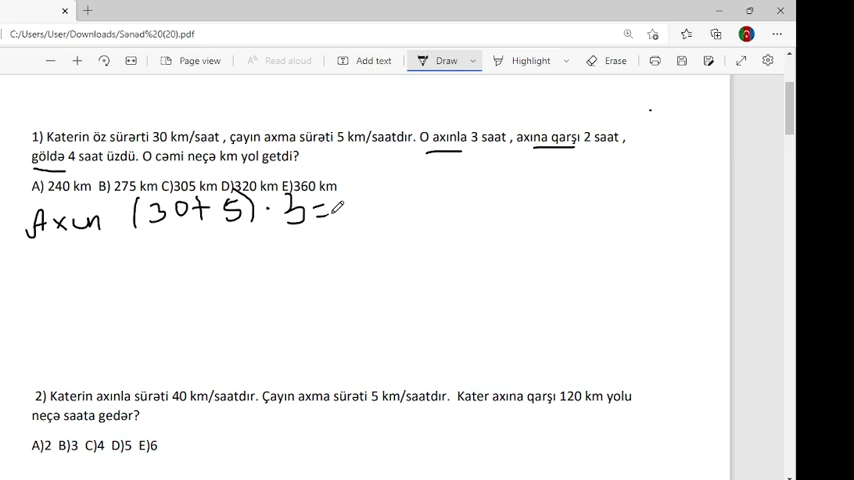 C:/Users/User/Downloads/Sanad%20(20).pdf
Page view
Read aloud
Add text
Draw
Highlight
Erase
1) Katerin öz sürərti 30 km/saat , çayın axma sürəti 5 km/saatdır. O axınla 3 saat , axına qarşı 2 saat ,
göldə 4 saat üzdü. O cəmi neçə km yol getdi?
A) 240 km B) 275 km C)305 km D)320 km E)360 km
Axın (30+ 5) · 3 =
2) Katerin axınla sürəti 40 km/saatdır. Çayın axma sürəti 5 km/saatdır. Kater axına qarşı 120 km yolu
neçə saata gedər?
A)2 B)3 C)4 D)5 E)6